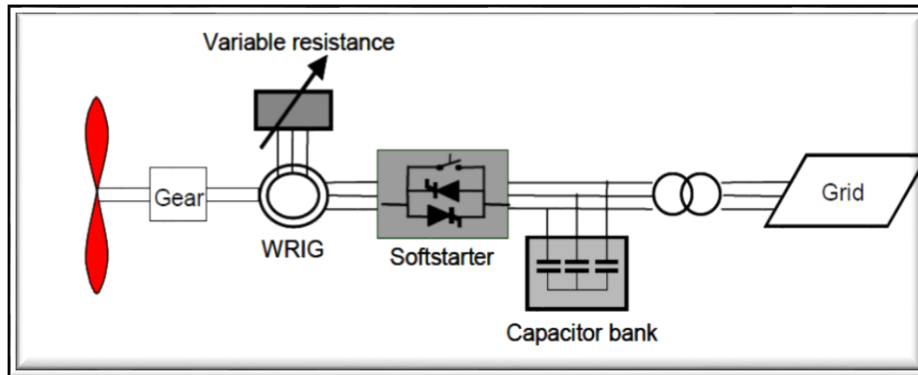 Variable resistance
Gear
WRIG
Softstarter
Capacitor bank
Grid